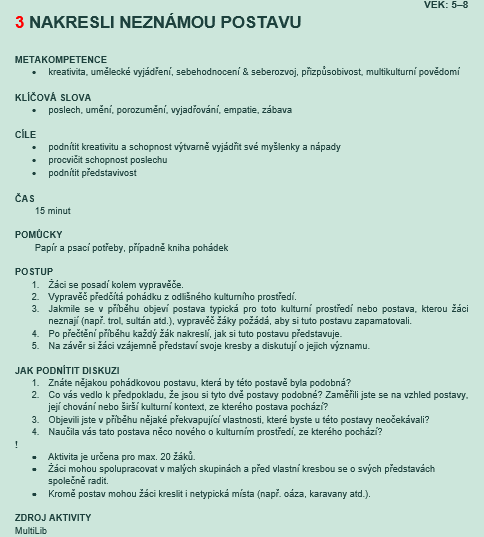 VEK: 5–8
3 NAKRESLI NEZNÁMOU POSTAVU
METAKOMPETENCE
• kreativita, umělecké vyjádření, sebehodnocení & seberozvoj, přizpůsobivost, multikulturní povědomí
KLÍČOVÁ SLOVA
• poslech, umění, porozumění, vyjadřování, empatie, zábava
CÍLE
• podnítit kreativitu a schopnost výtvarně vyjádřit své myšlenky a nápady
• procvičit schopnost poslechu
• podnítit představivost
ČAS
15 minut
POMŮCKY
Papír a psací potřeby, případně kniha pohádek
POSTUP
1. Žáci se posadí kolem vypravěče.
2. Vypravěč předčítá pohádku z odlišného kulturního prostředí.
3. Jakmile se v příběhu objeví postava typická pro toto kulturní prostředí nebo postava, kterou žáci
neznají (např. trol, sultán atd.), vypravěč žáky požádá, aby si tuto postavu zapamatovali.
4. Po přečtění příběhu každý žák nakreslí, jak si tuto postavu představuje.
5. Na závěr si žáci vzájemně představí svoje kresby a diskutují o jejich významu.
JAK PODNÍTIT DISKUZI
1. Znáte nějakou pohádkovou postavu, která by této postavě byla podobná?
2. Co vás vedlo k předpokladu, že jsou si tyto dvě postavy podobné? Zaměřili jste se na vzhled postavy,
její chování nebo širší kulturní kontext, ze kterého postava pochází?
3. Objevili jste v příběhu nějaké překvapující vlastnosti, které byste u této postavy neočekávali?
4. Naučila vás tato postava něco nového o kulturním prostředí, ze kterého pochází?
!
▪ Aktivita je určena pro max. 20 žáků.
▪ Žáci mohou spolupracovat v malých skupinách a před vlastní kresbou se o svých představách
společně radit.
▪ Kromě postav mohou žáci kreslit i netypická místa (např. oáza, karavany atd.).
ZDROJ AKTIVITY
MultiLib